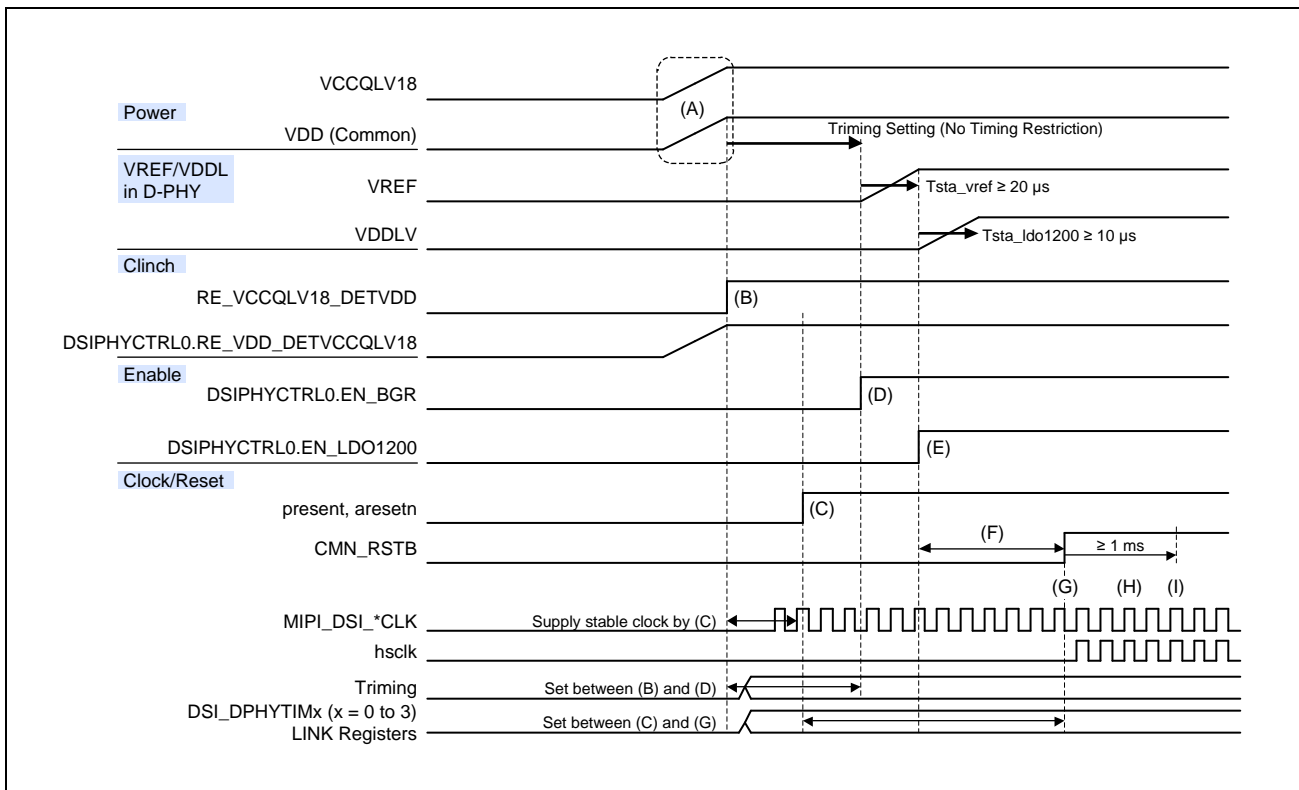 VCCQLV18
(A)
Power
VDD (Common)
Triming Setting (No Timing Restriction)
VREF/VDDL
in D-PHY
VREF
Tsta_vref ≥ 20 µs
VDDLV
Tsta_ldo1200 ≥ 10 µs
Clinch
RE_VCCQLV18_DETVDD
(B)
DSIPHYCTRL0.RE_VDD_DETVCCQLV18
Enable
DSIPHYCTRL0.EN_BGR
(D)
DSIPHYCTRL0.EN_LDO1200
(E)
Clock/Reset
present, aresetn
(C)
CMN_RSTB
(F)
≥ 1 ms
(G) (H) (I)
MIPI_DSI_*CLK
Supply stable clock by (C)
hsclk
Triming
Set between (B) and (D)
DSI_DPHYTIMx (x = 0 to 3)
LINK Registers
Set between (C) and (G)